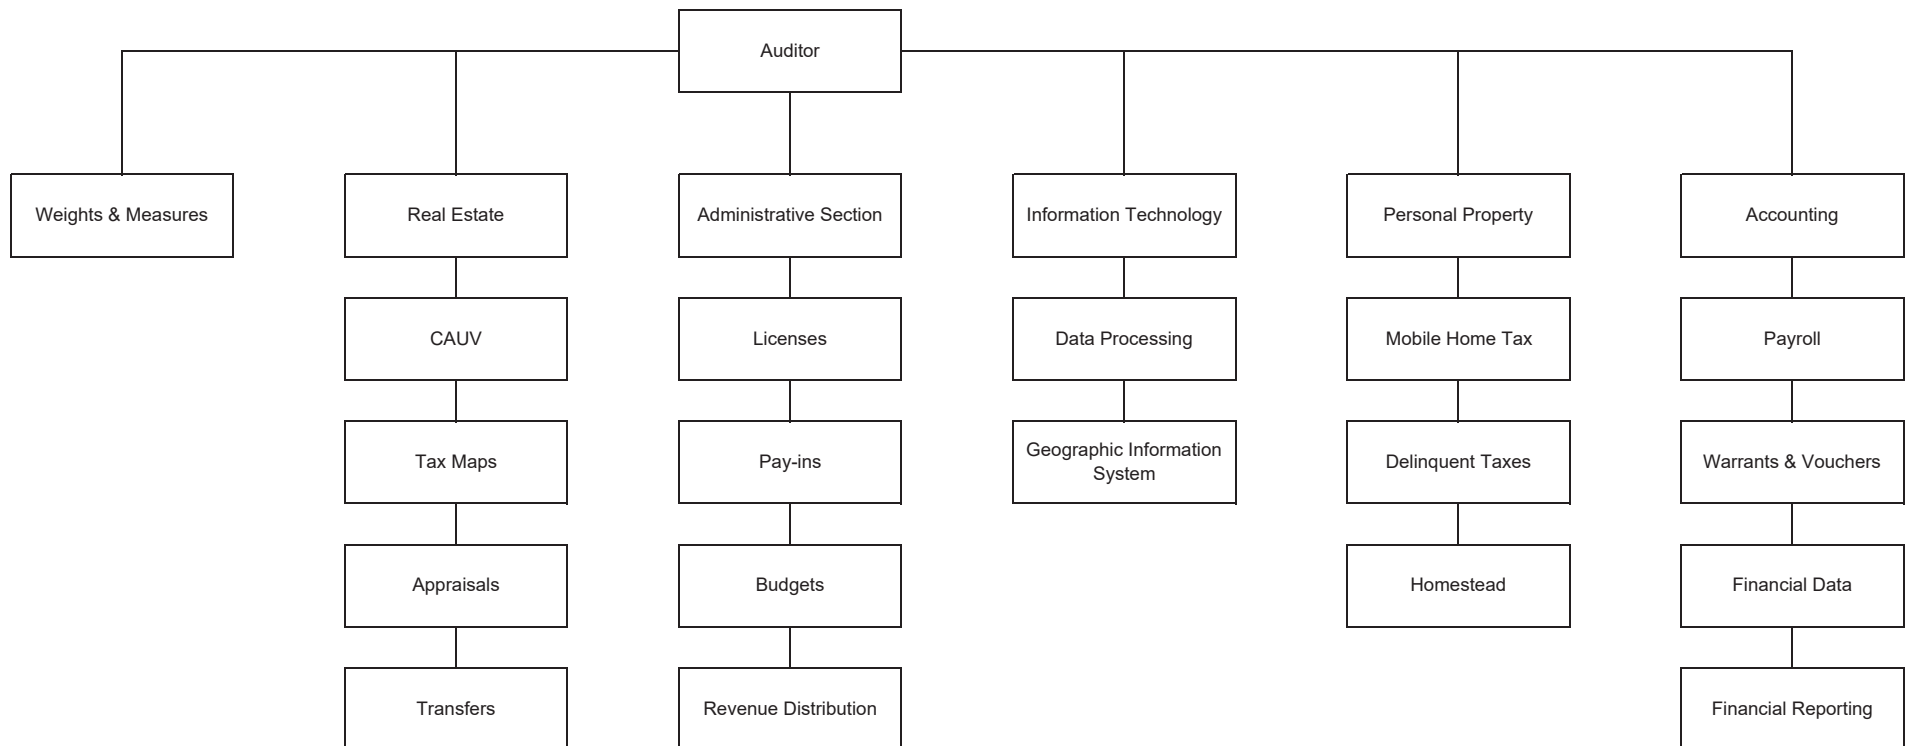 Auditor
Weights & Measures
Real Estate
Administrative Section
Information Technology
Personal Property
Accounting
CAUV
Licenses
Data Processing
Mobile Home Tax
Payroll
Tax Maps
Pay-ins
Geographic Information
System
Delinquent Taxes
Warrants & Vouchers
Appraisals
Budgets
Homestead
Financial Data
Transfers
Revenue Distribution
Financial Reporting